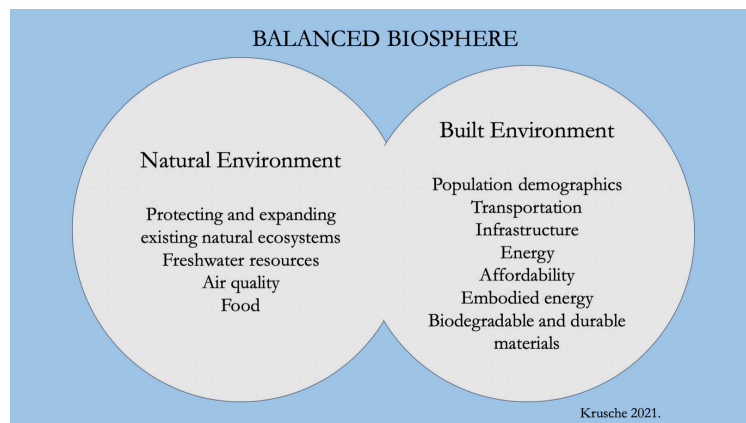 BALANCED BIOSPHERE
Natural Environment
Protecting and expanding
existing natural ecosystems
Freshwater resources
Air quality
Food
Built Environment
Population demographics
Transportation
Infrastructure
Energy
Affordability
Embodied energy
Biodegradable and durable
materials
Krusche 2021.